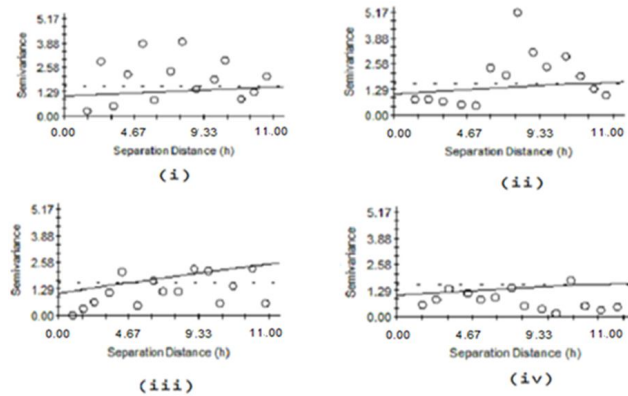 5.17
3.88
2.58
1.29
0.00
Semivariance
0.00 4.67 9.33 11.00
Separation Distance (h)
(i)
5.17
3.88
2.58
1.29
0.00
Semivariance
0.00 4.67 9.33 11.00
Separation Distance (h)
(ii)
5.17
3.88
2.58
1.29
0.00
Semivariance
0.00 4.67 9.33 11.00
Separation Distance (h)
(iii)
5.17
3.88
2.58
1.29
0.00
Semivariance
0.00 4.67 9.33 11.00
Separation Distance (h)
(iv)